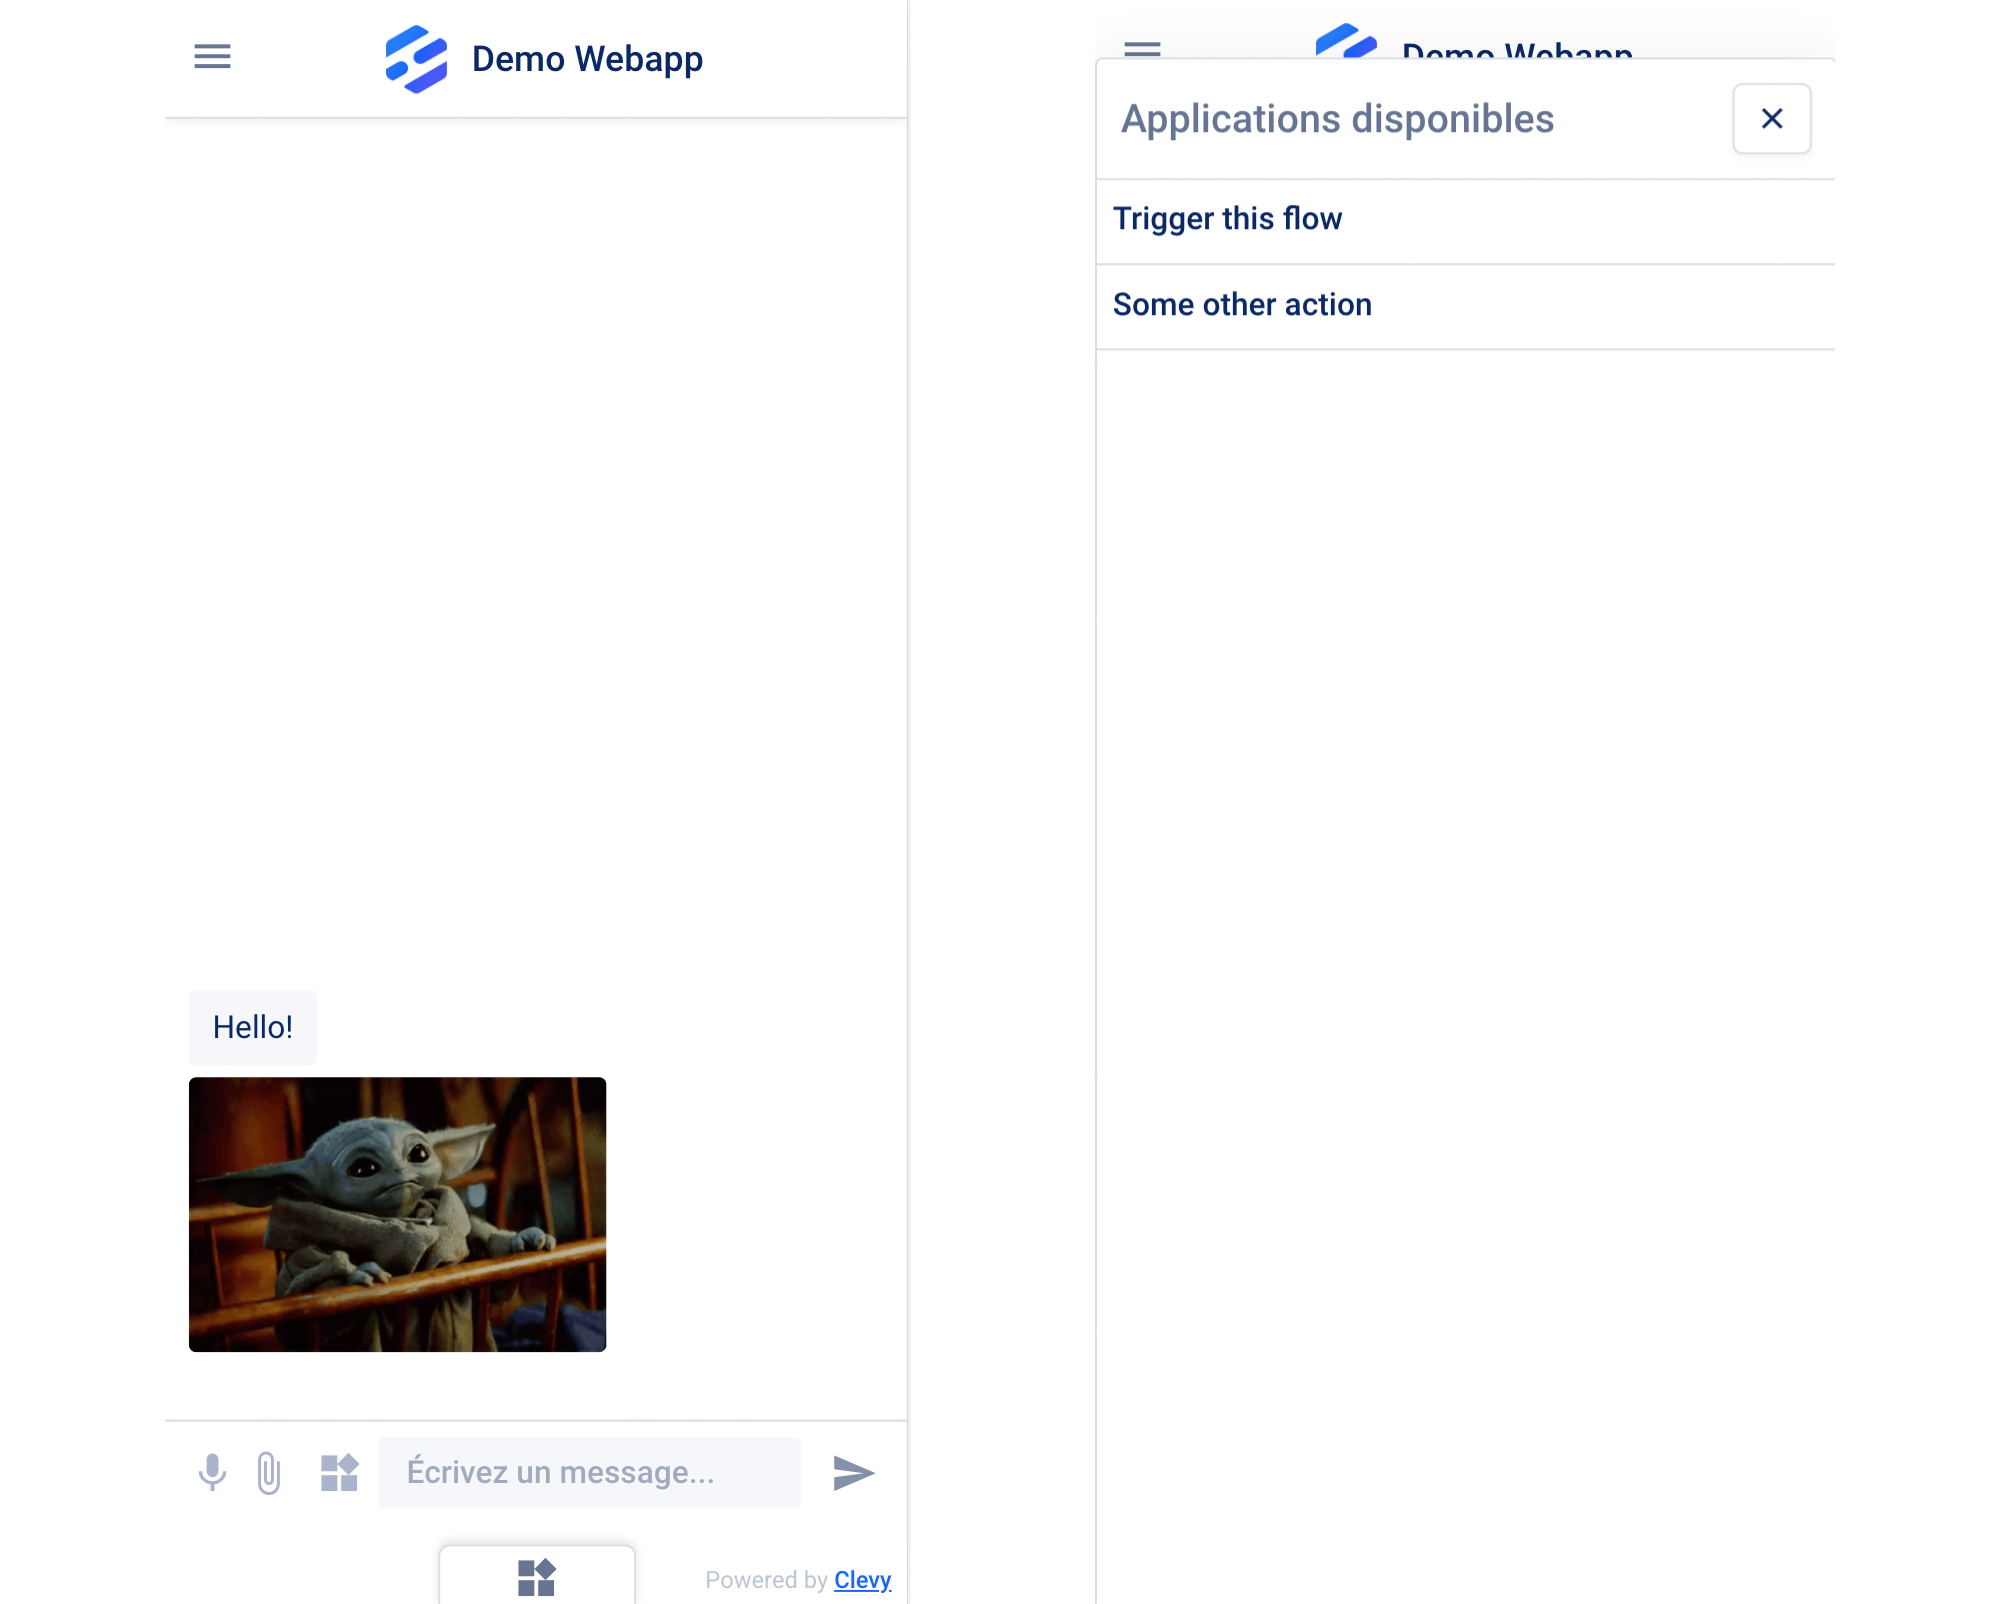 Demo Webapp
Hello!
Écrivez un message...
Powered by Clevy
Demo Webapp
Applications disponibles
Trigger this flow
Some other action